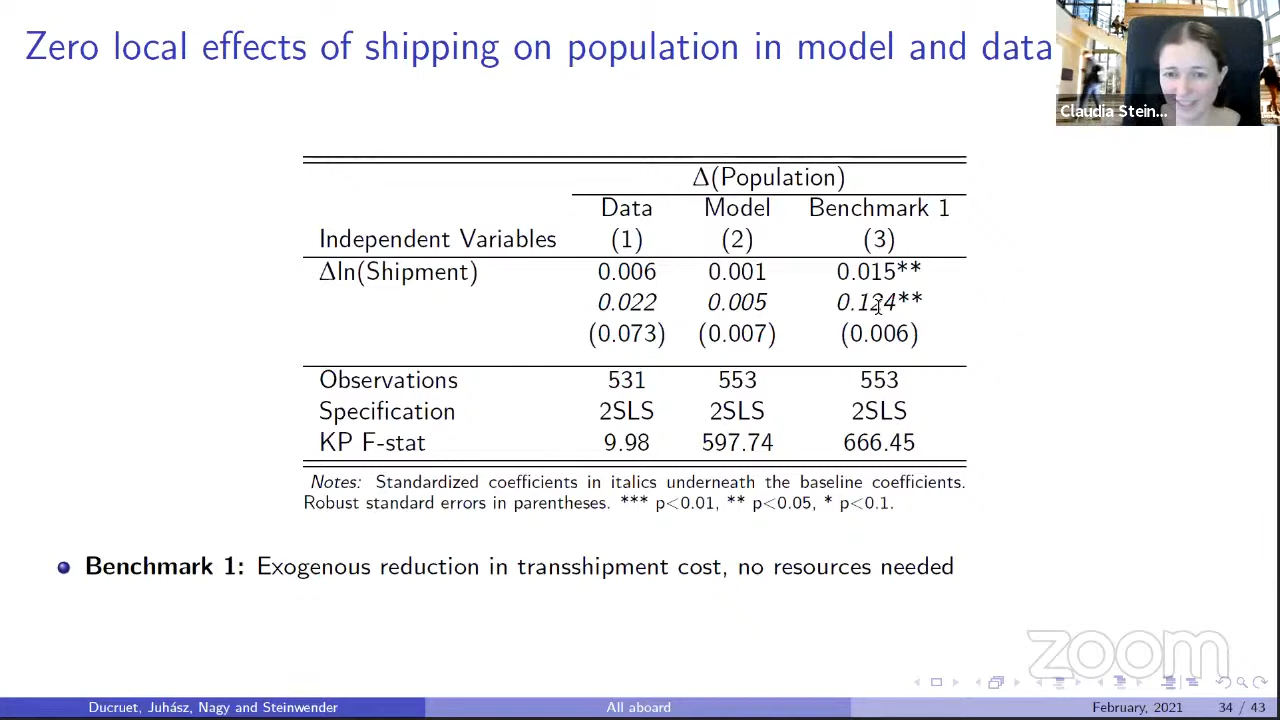 Zero local effects of shipping on population in model and data
Claudia Stein...
Δ(Population)
Data Model Benchmark 1
Independent Variables (1) (2) (3)
Δln(Shipment) 0.006 0.001 0.015**
0.022 0.005 0.124**
(0.073) (0.007) (0.006)
Observations 531 553 553
Specification 2SLS 2SLS 2SLS
KP F-stat 9.98 597.74 666.45
Notes: Standardized coefficients in italics underneath the baseline coefficients.
Robust standard errors in parentheses. *** p<0.01, ** p<0.05, * p<0.1.
Benchmark 1: Exogenous reduction in transshipment cost, no resources needed
zoom
Ducruet, Juhász, Nagy and Steinwender All aboard February, 2021 34 / 43